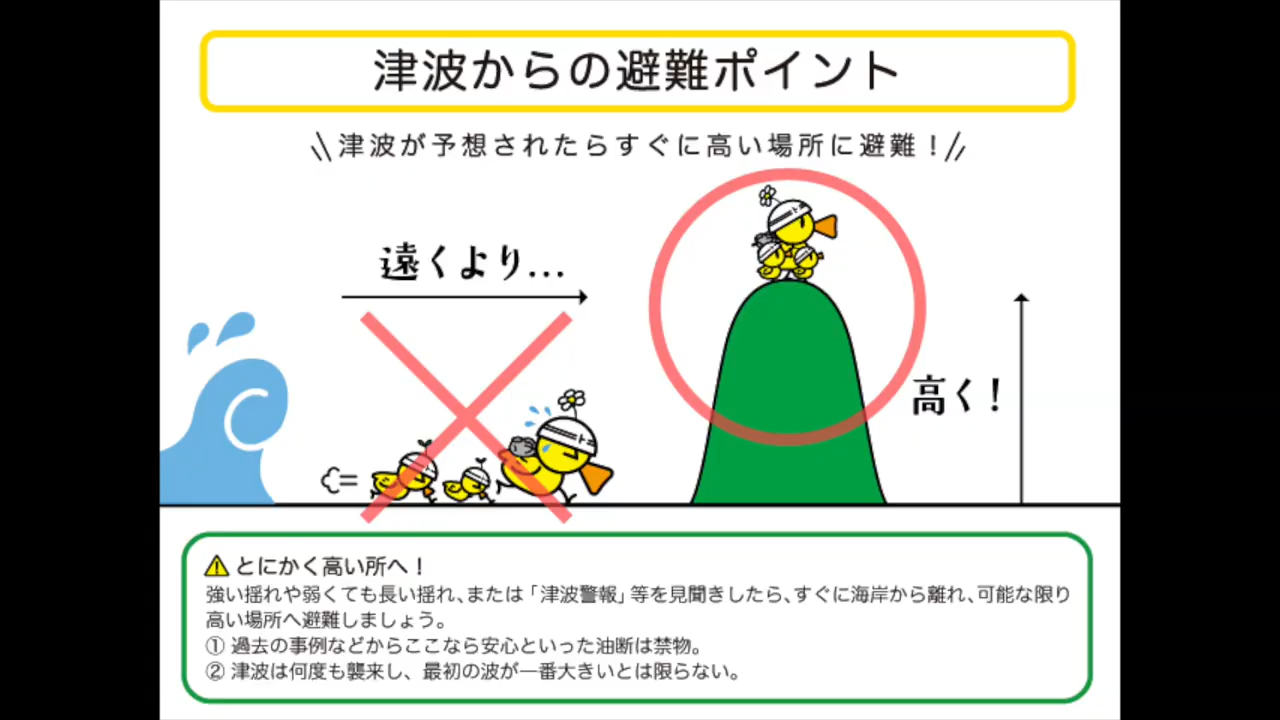 津波からの避難ポイント
津波が予想されたらすぐに高い場所に避難！
遠くより…
高く！
とにかく高い所へ！
強い揺れや弱くても長い揺れ、または「津波警報」等を見聞きしたら、すぐに海岸から離れ、可能な限り
高い場所へ避難しましょう。
① 過去の事例などからここなら安心といった油断は禁物。
② 津波は何度も襲来し、最初の波が一番大きいとは限らない。